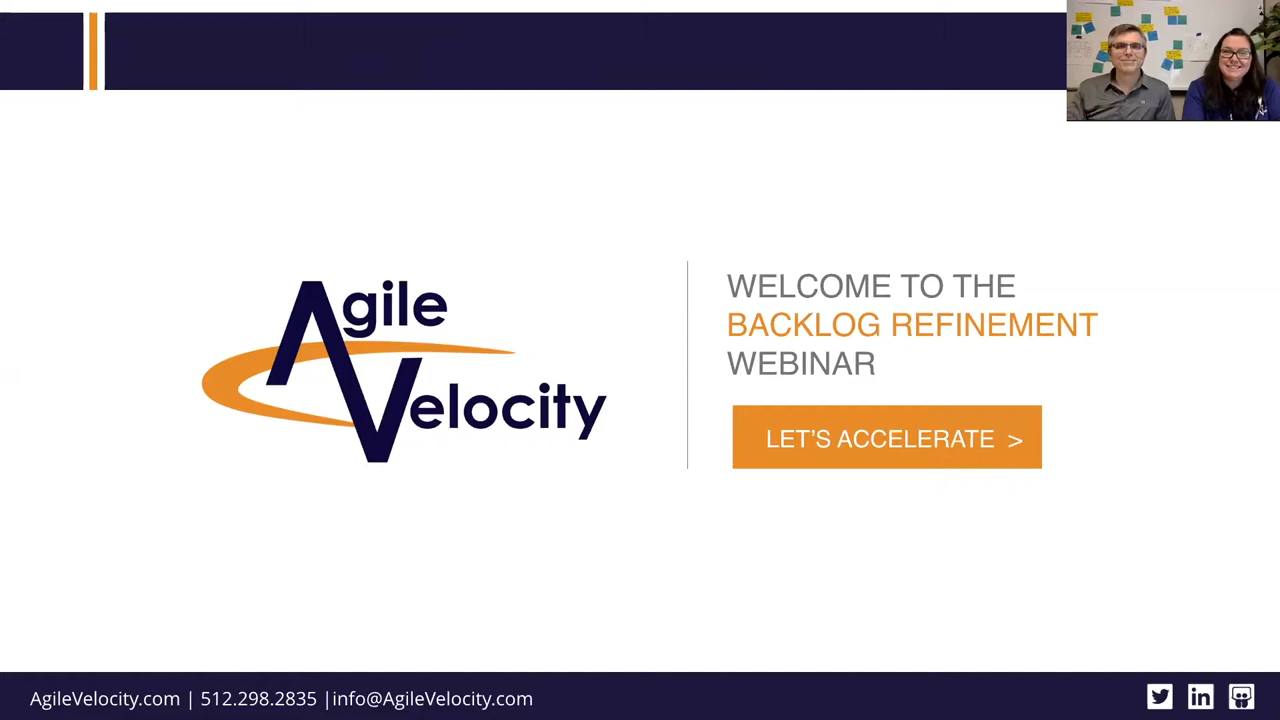 Agile
Velocity
WELCOME TO THE
BACKLOG REFINEMENT
WEBINAR
LET'S ACCELERATE >
AgileVelocity.com | 512.298.2835 |info@AgileVelocity.com